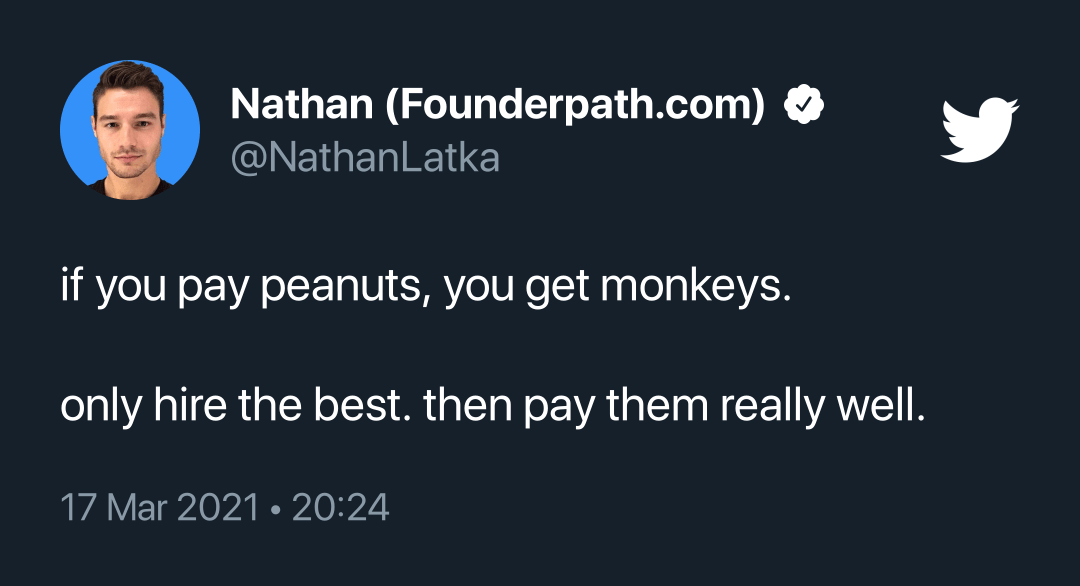 Nathan (Founderpath.com)
@NathanLatka
if you pay peanuts, you get monkeys.
only hire the best. then pay them really well.
17 Mar 2021 • 20:24